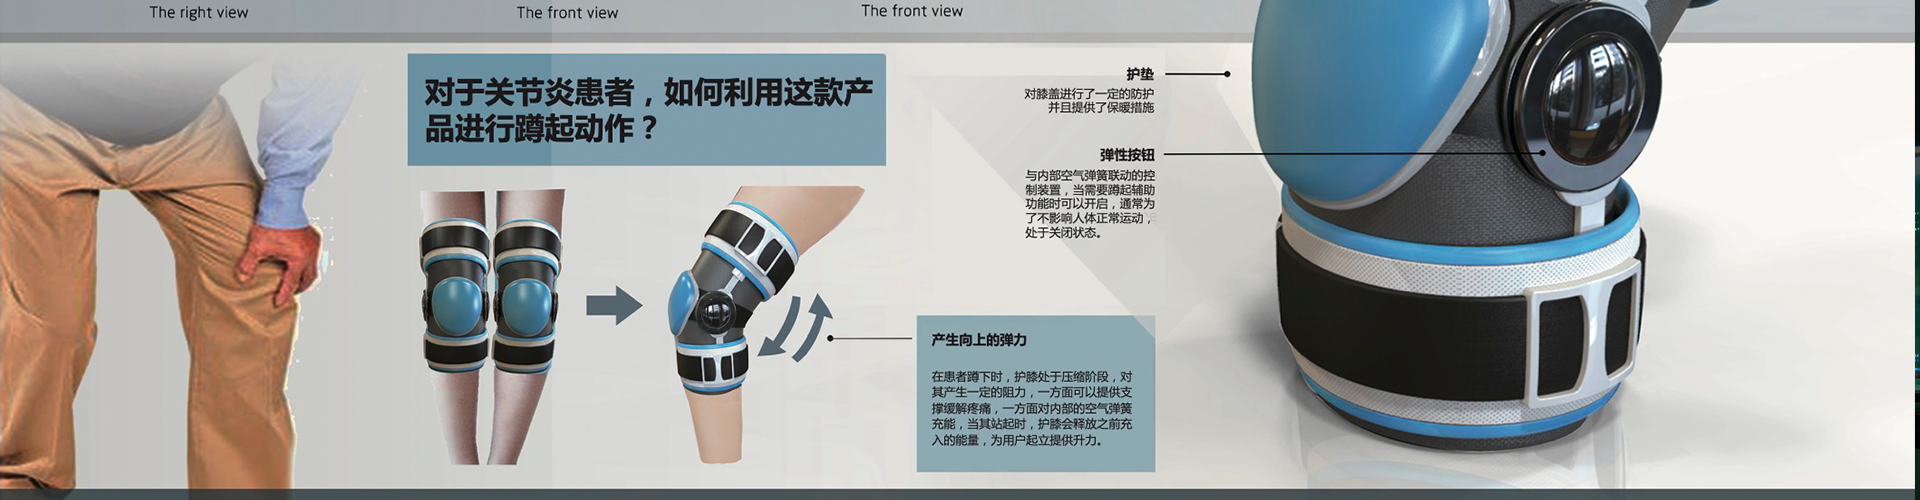 The right view
The front view
The front view
对于关节炎患者，如何利用这款产
品进行蹲起动作？
护垫
对膝盖进行了一定的防护
并且提供了保暖措施
弹性按钮
与内部空气弹簧联动的控
制装置，当需要蹲起辅助
功能时可以开启，通常为
了不影响人体正常运动，
处于关闭状态。
产生向上的弹力
在患者蹲下时，护膝处于压缩阶段，对
其产生一定的阻力，一方面可以提供支
撑缓解疼痛，一方面对内部的空气弹簧
充能，当其站起时，护膝会释放之前充
入的能量，为用户起立提供升力。